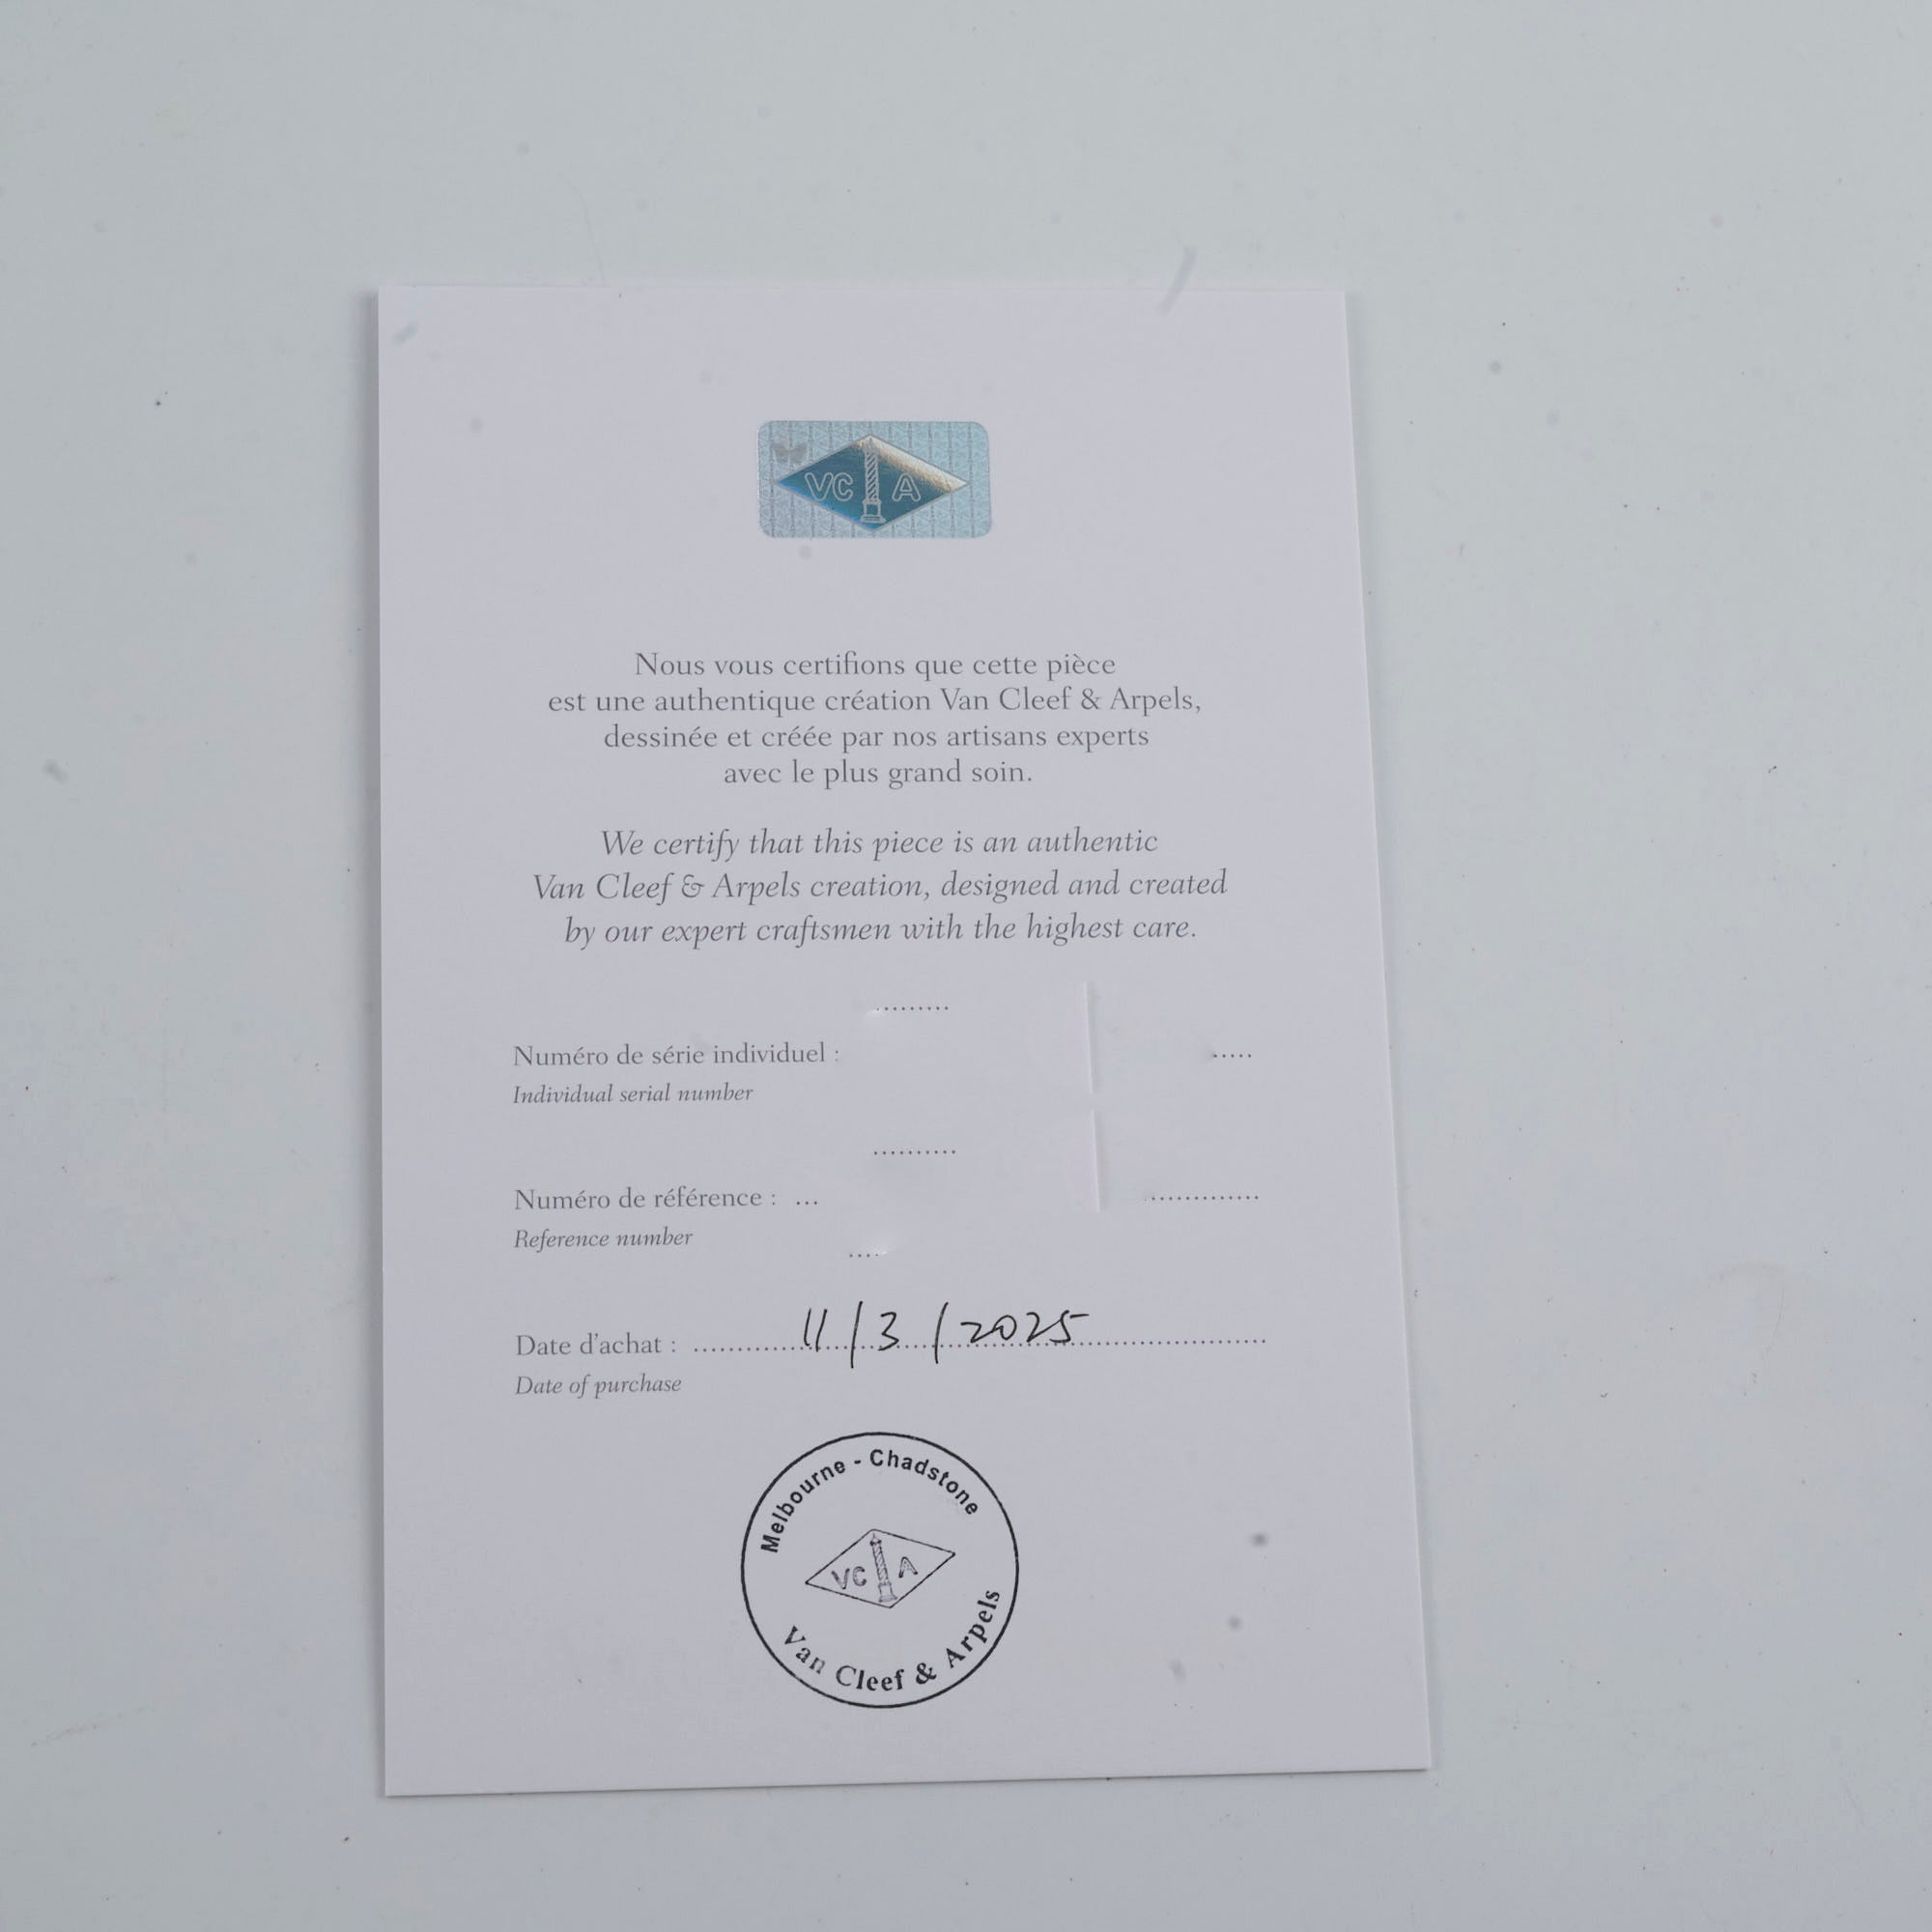 VC A
Nous vous certifions que cette pièce
est une authentique création Van Cleef & Arpels,
dessinée et créée par nos artisans experts
avec le plus grand soin.
We certify that this piece is an authentic
Van Cleef & Arpels creation, designed and created
by our expert craftsmen with the highest care.
Numéro de série individuel :
Individual serial number
Numéro de référence : ...
Reference number
Date d'achat : 11/3/2025
Date of purchase
Melbourne - Chadstone
VC A
Van Cleef & Arpels